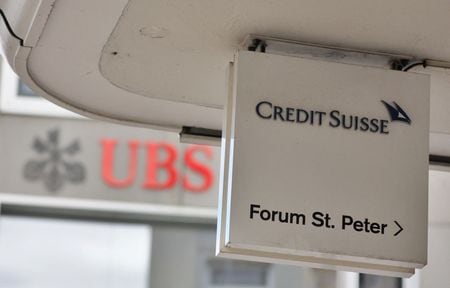 UBS
CREDIT SUISSE
Forum St. Peter >